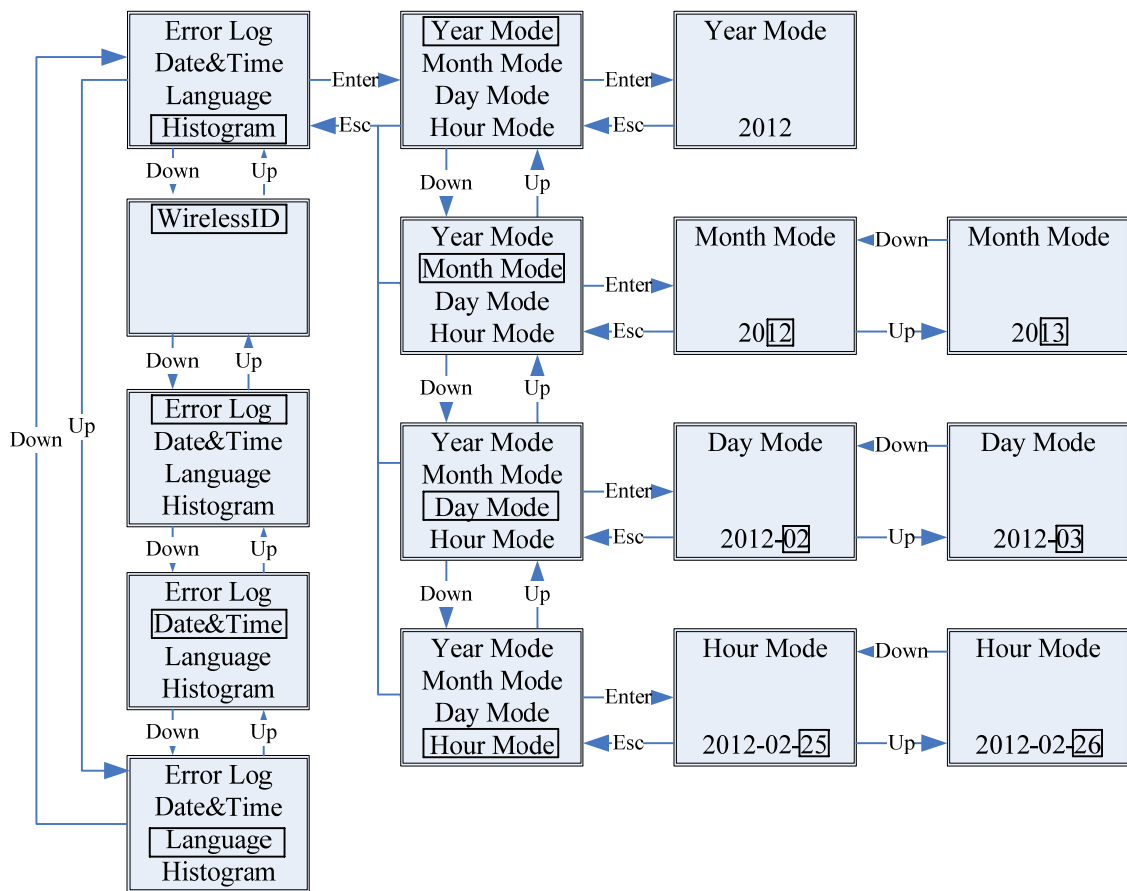 Error Log
Date&Time
Language
Histogram
Enter
Esc
Year Mode
Month Mode
Day Mode
Hour Mode
Enter
Esc
Year Mode
2012
Down
Up
Down
Up
WirelessID
Year Mode
Month Mode
Day Mode
Hour Mode
Enter
Esc
Month Mode
2012
Down
Up
Month Mode
2013
Down
Up
Down
Up
Error Log
Date&Time
Language
Histogram
Down
Up
Year Mode
Month Mode
Day Mode
Hour Mode
Enter
Esc
Day Mode
2012-02
Down
Up
Day Mode
2012-03
Down
Up
Down
Up
Error Log
Date&Time
Language
Histogram
Year Mode
Month Mode
Day Mode
Hour Mode
Enter
Esc
Hour Mode
2012-02-25
Down
Up
Hour Mode
2012-02-26
Down
Up
Error Log
Date&Time
Language
Histogram